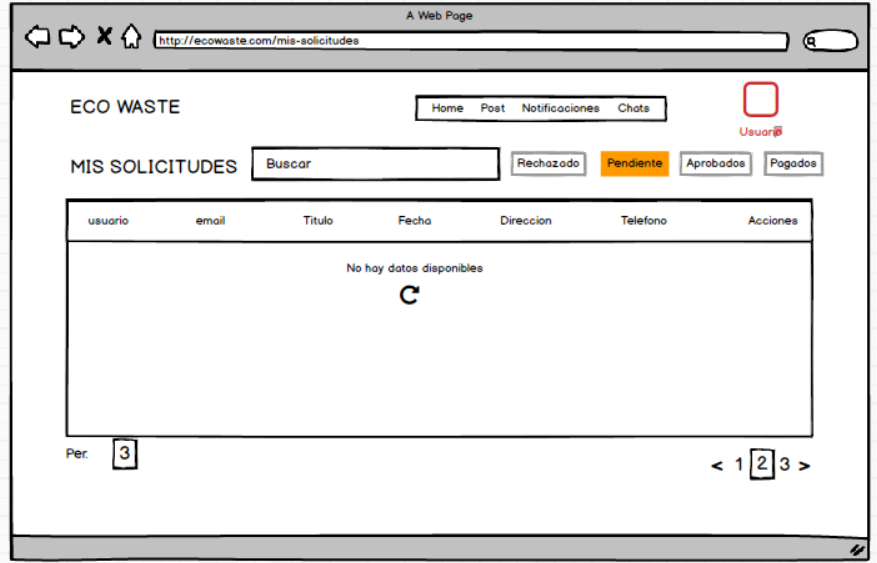 A Web Page
http://ecowaste.com/mis-solicitudes
ECO WASTE
Home Post Notificaciones Chats
Usuario
MIS SOLICITUDES Buscar Rechazado Pendiente Aprobados Pagados
usuario email Titulo Fecha Direccion Telefono Acciones
No hay datos disponibles
Per. 3
< 1 2 3 >